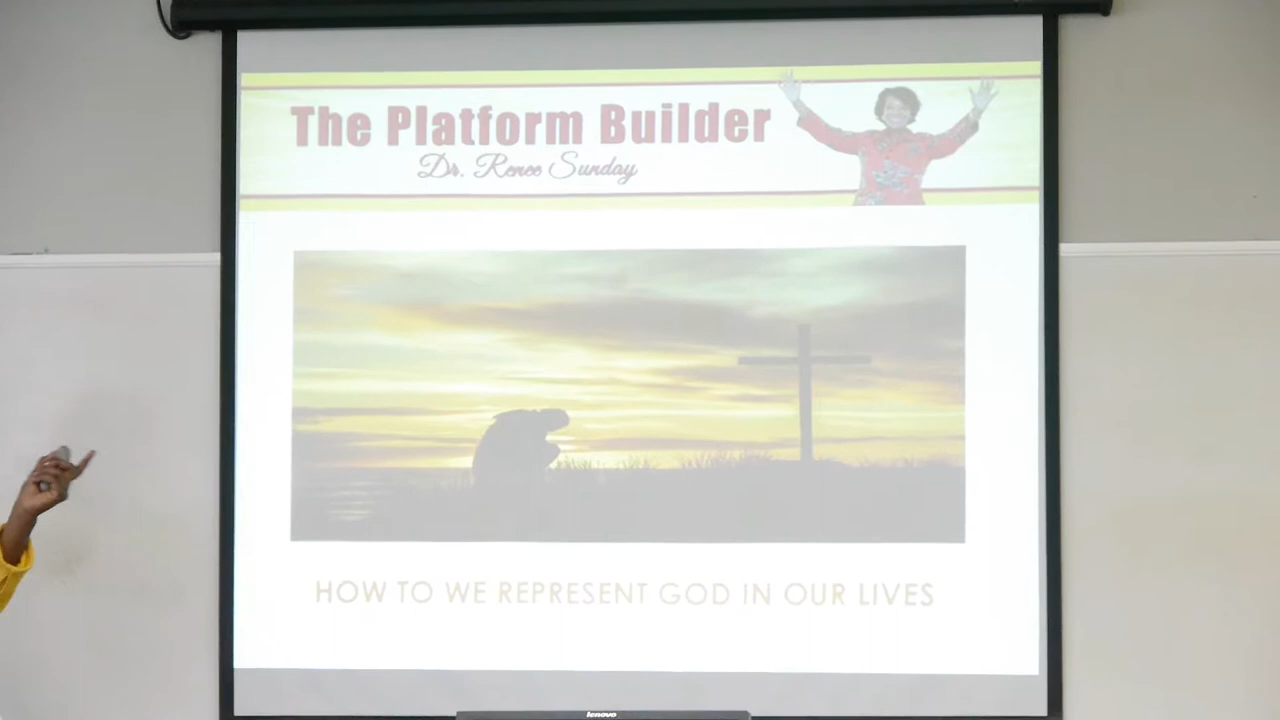 The Platform Builder
Dr. Renee Sunday
HOW TO WE REPRESENT GOD IN OUR LIVES
lenovo